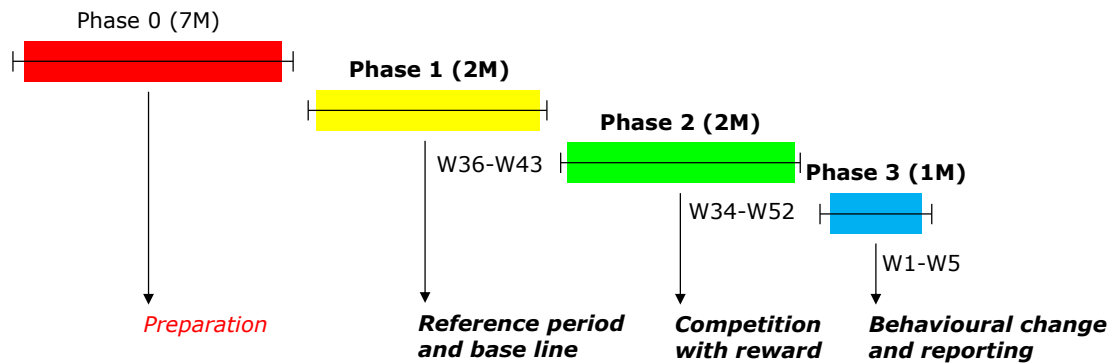 Phase 0 (7M)
Phase 1 (2M)
Phase 2 (2M)
W36-W43
Phase 3 (1M)
W34-W52
W1-W5
Preparation
Reference period
and base line
Competition
with reward
Behavioural change
and reporting